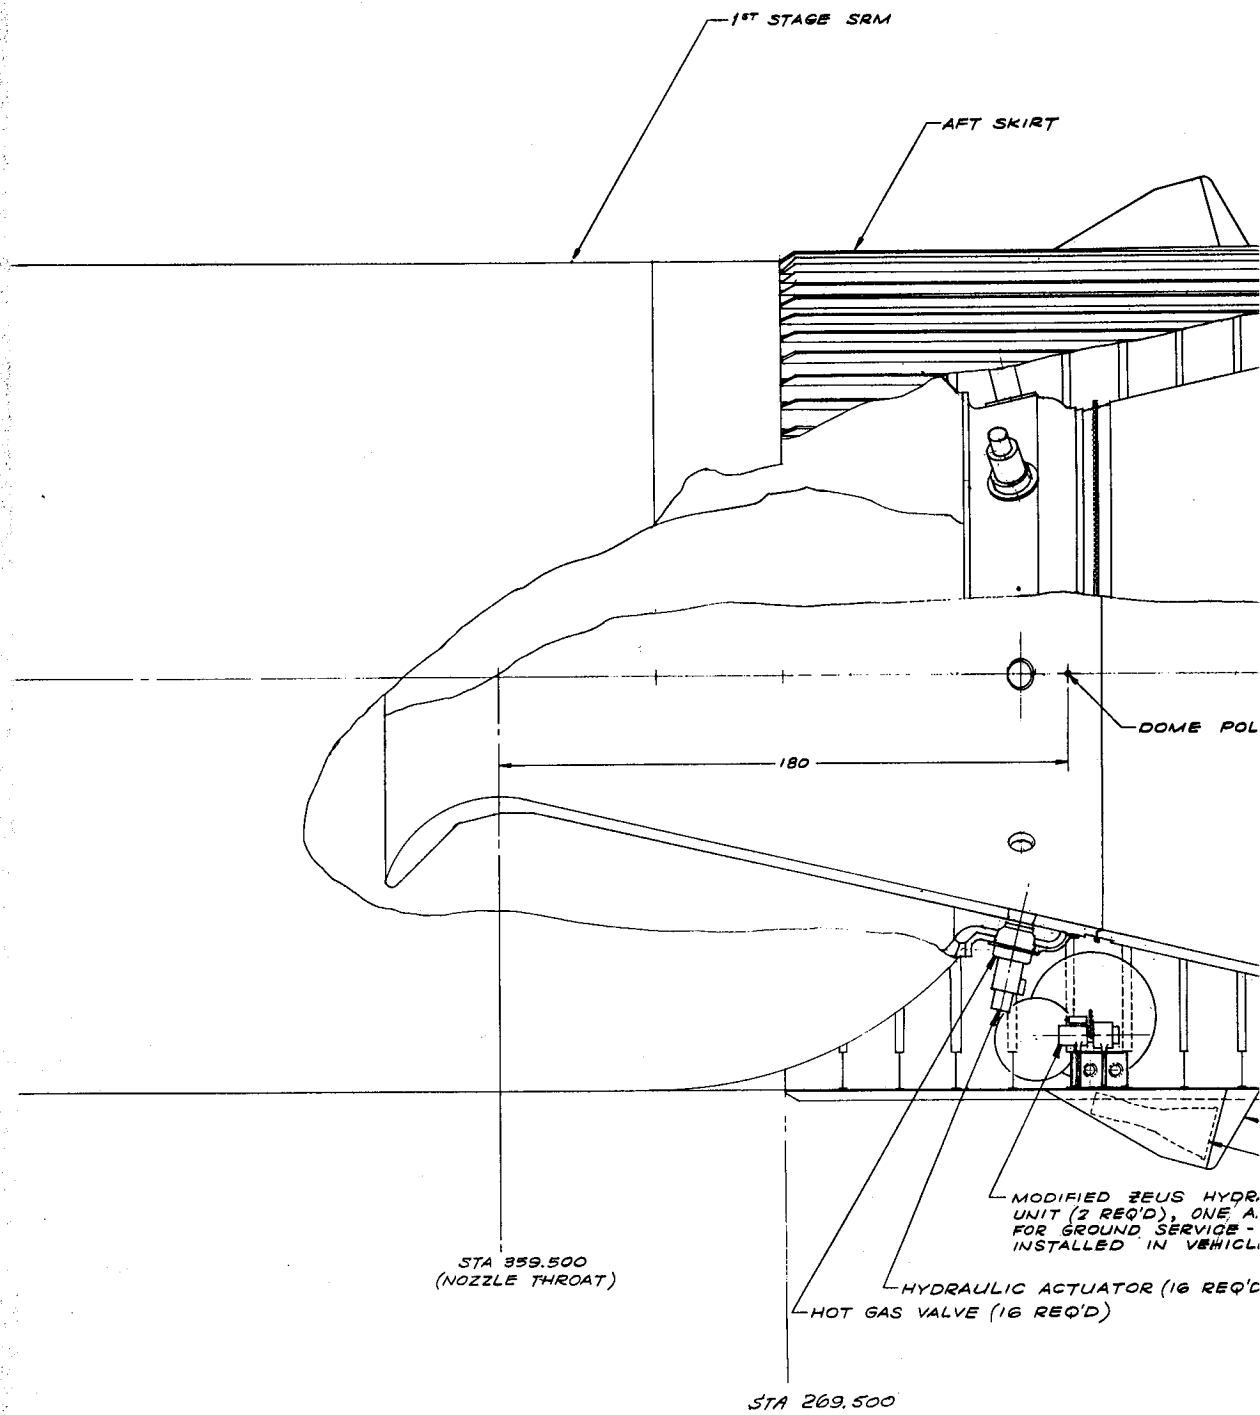 1ST STAGE SRM
AFT SKIRT
DOME POL
180
MODIFIED ZEUS HYDRA
UNIT (2 REQ'D), ONE A.
FOR GROUND SERVICE -
INSTALLED IN VEHICL
STA 359.500
(NOZZLE THROAT)
HYDRAULIC ACTUATOR (16 REQ'D
HOT GAS VALVE (16 REQ'D)
STA 269.500